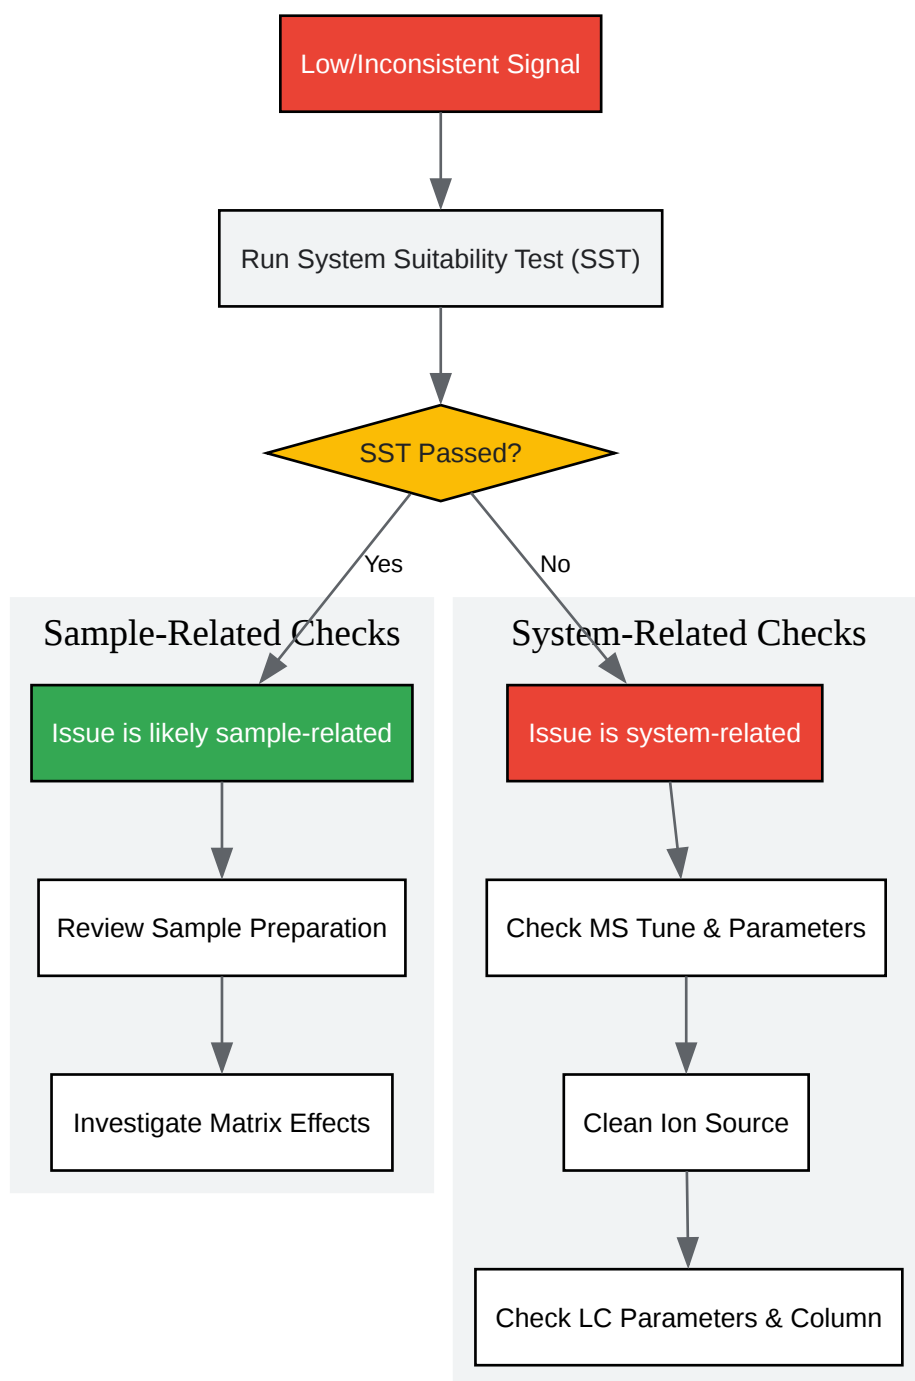 Low/Inconsistent Signal
Run System Suitability Test (SST)
SST Passed?
Yes
No
Sample-Related Checks
System-Related Checks
Issue is likely sample-related
Issue is system-related
Review Sample Preparation
Check MS Tune & Parameters
Investigate Matrix Effects
Clean Ion Source
Check LC Parameters & Column